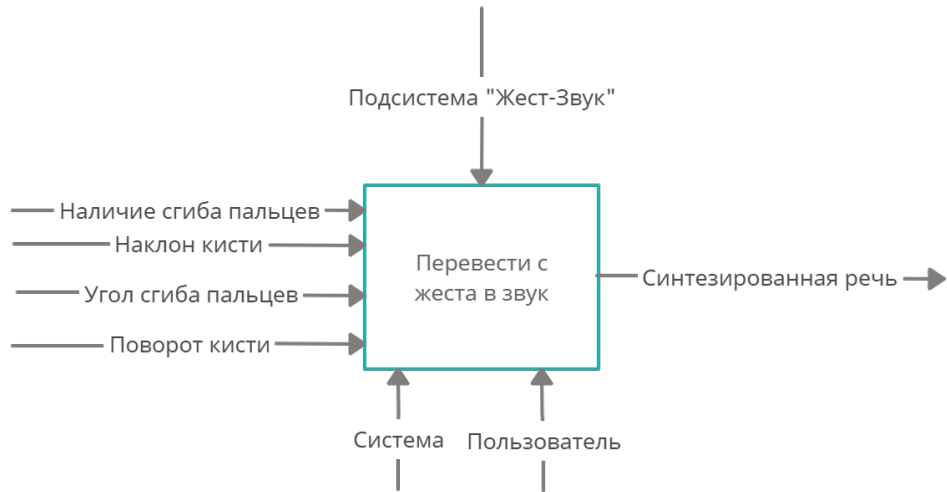 Подсистема "Жест-Звук"
Наличие сгиба пальцев
Наклон кисти
Угол сгиба пальцев
Поворот кисти
Перевести с
жеста в звук
Синтезированная речь
Система
Пользователь